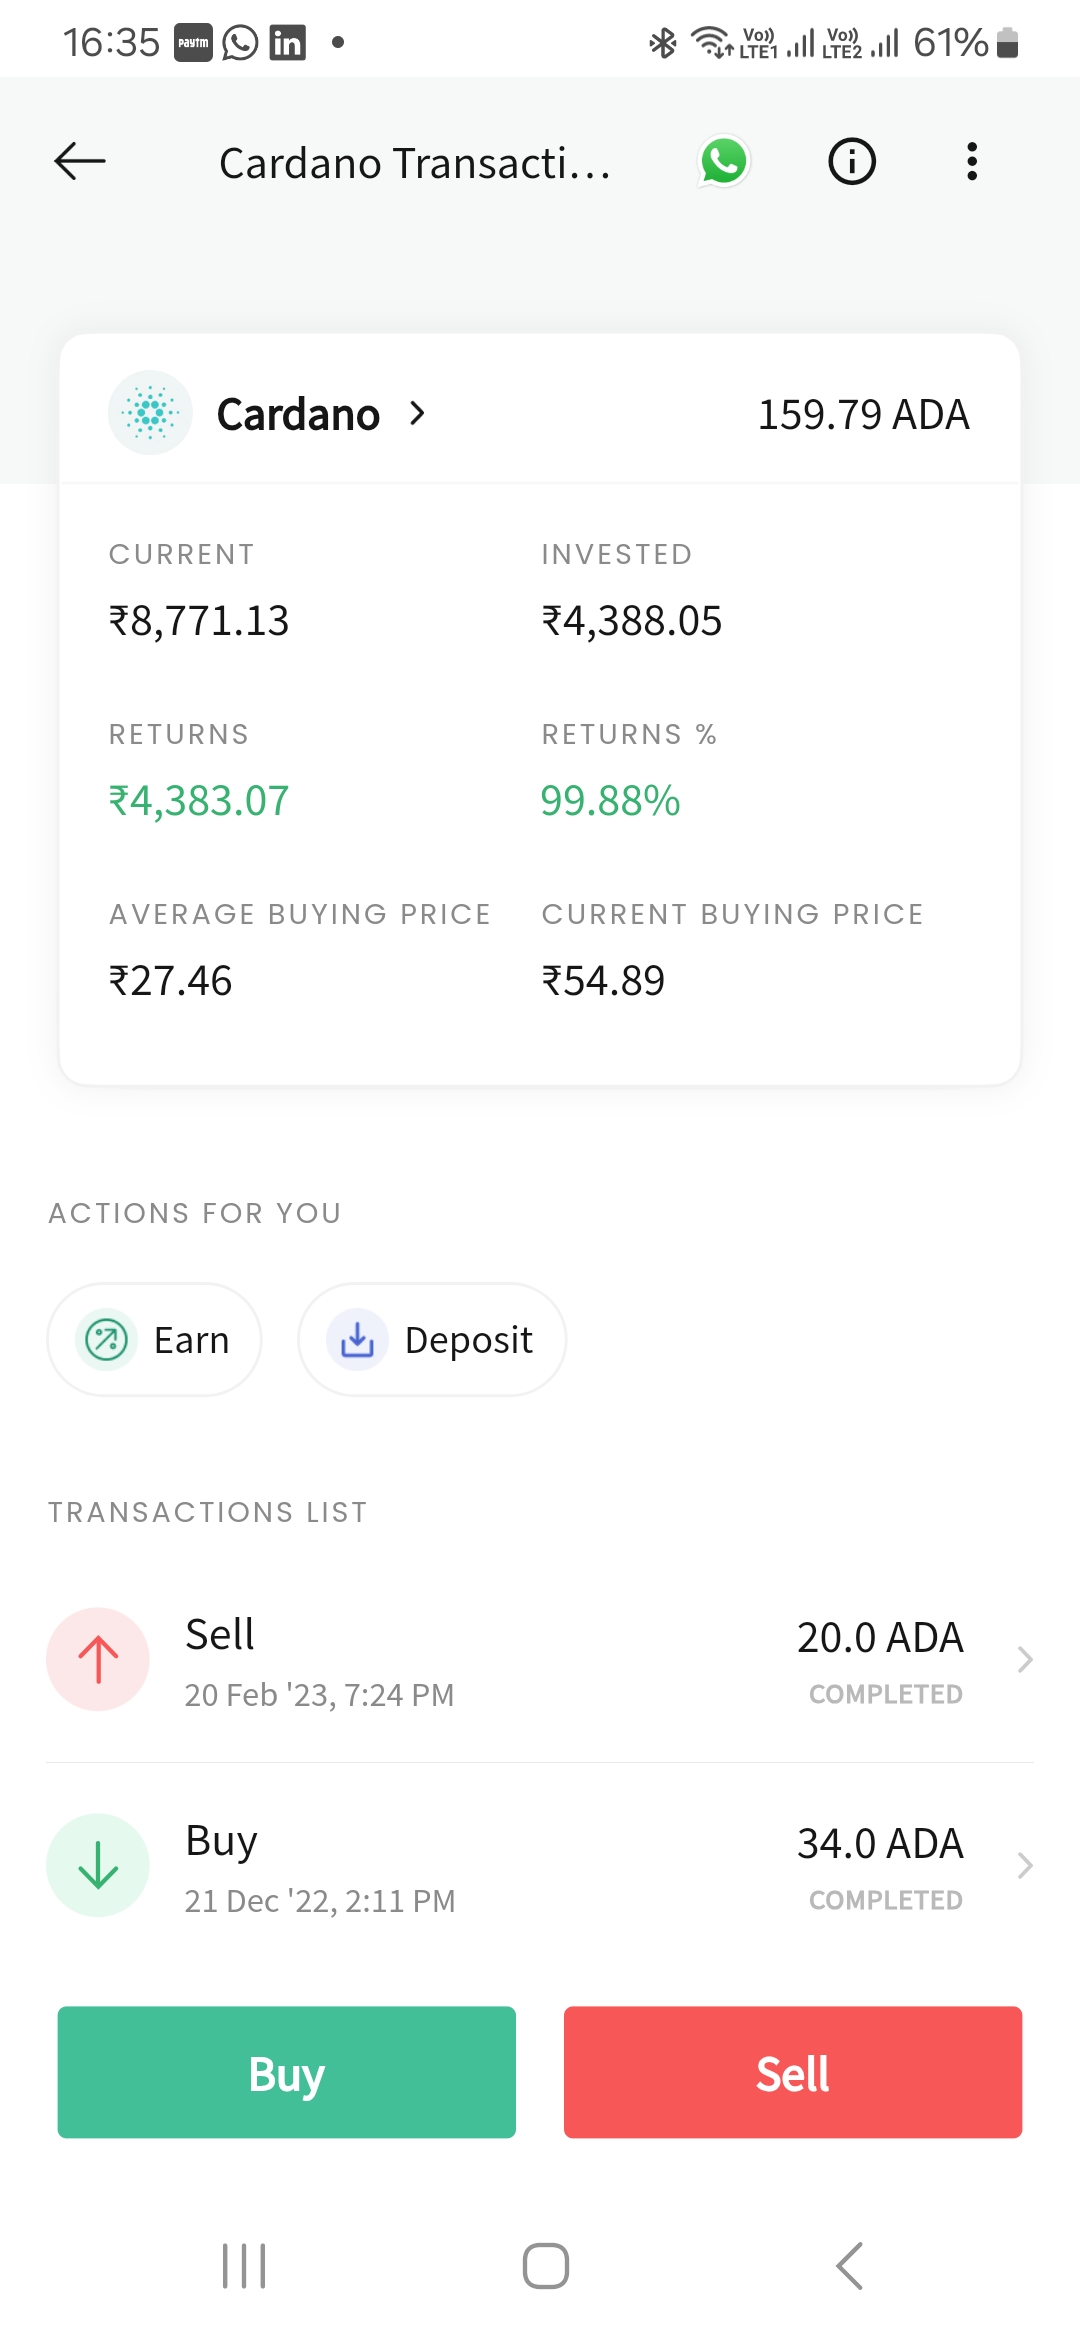 16:35 paytm in Vo)) LTE1 Vo)) LTE2 61%
Cardano Transacti...
Cardano 159.79 ADA
CURRENT INVESTED
₹8,771.13 ₹4,388.05
RETURNS RETURNS %
₹4,383.07 99.88%
AVERAGE BUYING PRICE CURRENT BUYING PRICE
₹27.46 ₹54.89
ACTIONS FOR YOU
Earn Deposit
TRANSACTIONS LIST
Sell 20.0 ADA
20 Feb '23, 7:24 PM COMPLETED
Buy 34.0 ADA
21 Dec '22, 2:11 PM COMPLETED
Buy Sell